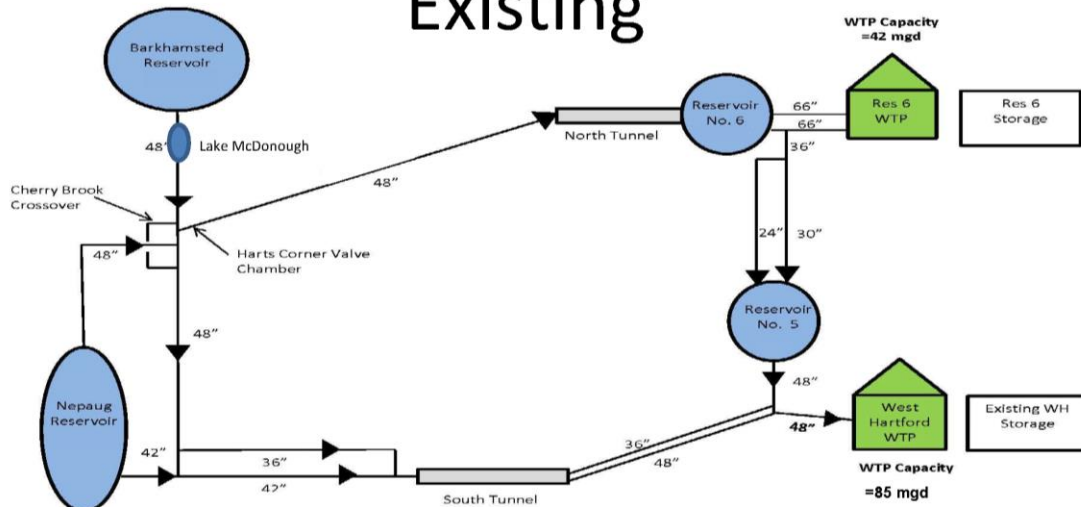 Existing
WTP Capacity
=42 mgd
Barkhamsted
Reservoir
Reservoir
No. 6
66"
66"
Res 6
WTP
Res 6
Storage
North Tunnel
36"
48"
Lake McDonough
48"
Cherry Brook
Crossover
24"
30"
48"
Harts Corner Valve
Chamber
Reservoir
No. 5
48"
48"
Nepaug
Reservoir
West
Hartford
WTP
Existing WH
Storage
48"
42"
36"
42"
36"
48"
South Tunnel
WTP Capacity
=85 mgd